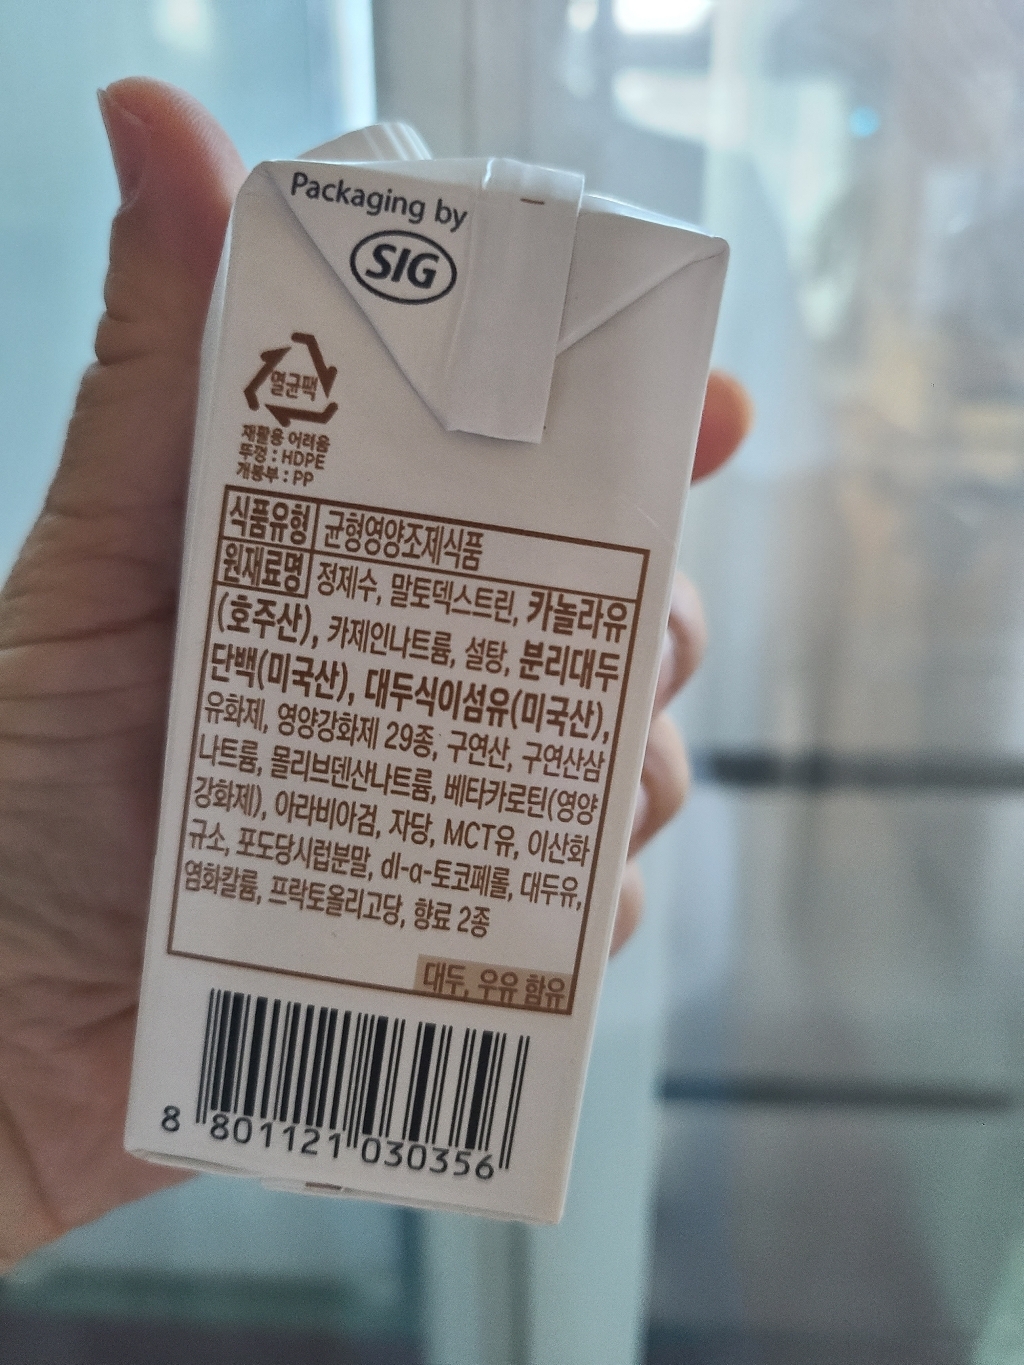 Packaging by
SIG
열균팩
재활용 어려움
뚜껑 : HDPE
개봉부 : PP
식품유형 균형영양조제식품
원재료명 정제수, 말토덱스트린, 카놀라유
(호주산), 카제인나트륨, 설탕, 분리대두
단백(미국산), 대두식이섬유(미국산),
유화제, 영양강화제 29종, 구연산, 구연산삼
나트륨, 몰리브덴산나트륨, 베타카로틴(영양
강화제), 아라비아검, 자당, MCT유, 이산화
규소, 포도당시럽분말, dl-α-토코페롤, 대두유,
염화칼륨, 프락토올리고당, 향료 2종
대두, 우유 함유
8 801121 030356